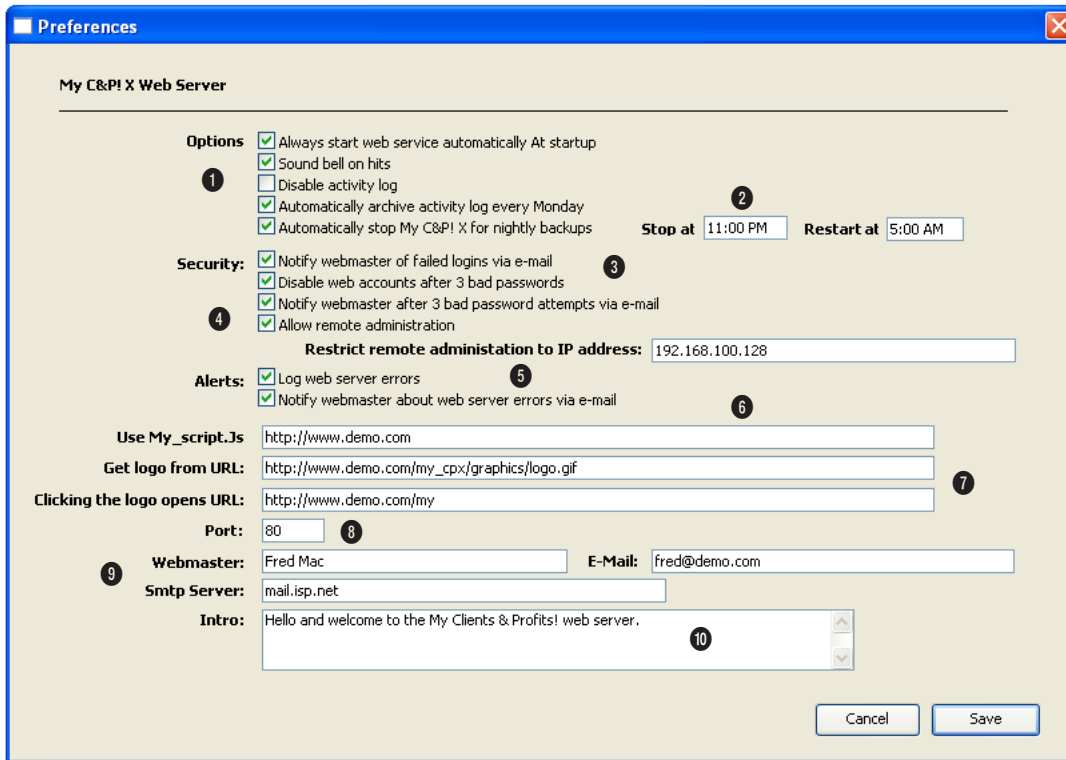 Preferences
My C&P! X Web Server
Options
Always start web service automatically At startup
Sound bell on hits
1
Disable activity log
Automatically archive activity log every Monday
2
Automatically stop My C&P! X for nightly backups Stop at 11:00 PM Restart at 5:00 AM
Security: Notify webmaster of failed logins via e-mail
3
Disable web accounts after 3 bad passwords
Notify webmaster after 3 bad password attempts via e-mail
4
Allow remote administration
Restrict remote administation to IP address: 192.168.100.128
Alerts: Log web server errors
5
Notify webmaster about web server errors via e-mail
6
Use My_script.Js http://www.demo.com
Get logo from URL: http://www.demo.com/my_cpx/graphics/logo.gif
7
Clicking the logo opens URL: http://www.demo.com/my
Port: 80
8
Webmaster: Fred Mac E-Mail: fred@demo.com
9
Smtp Server: mail.isp.net
Intro: Hello and welcome to the My Clients & Profits! web server.
10
Cancel Save